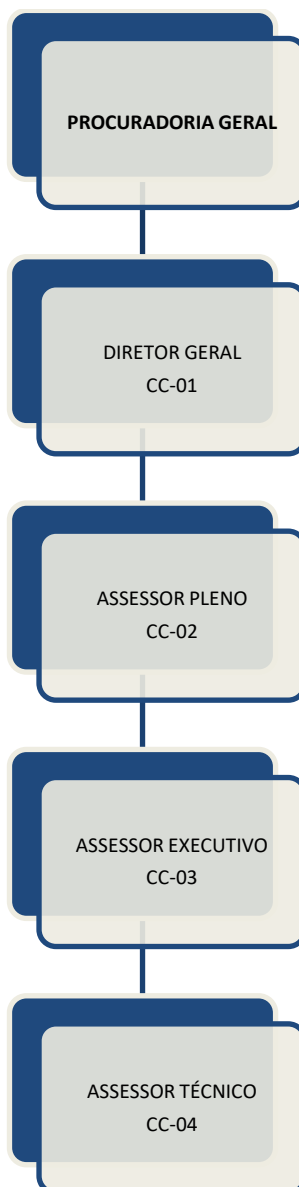 PROCURADORIA GERAL
DIRETOR GERAL
CC-01
ASSESSOR PLENO
CC-02
ASSESSOR EXECUTIVO
CC-03
ASSESSOR TÉCNICO
CC-04